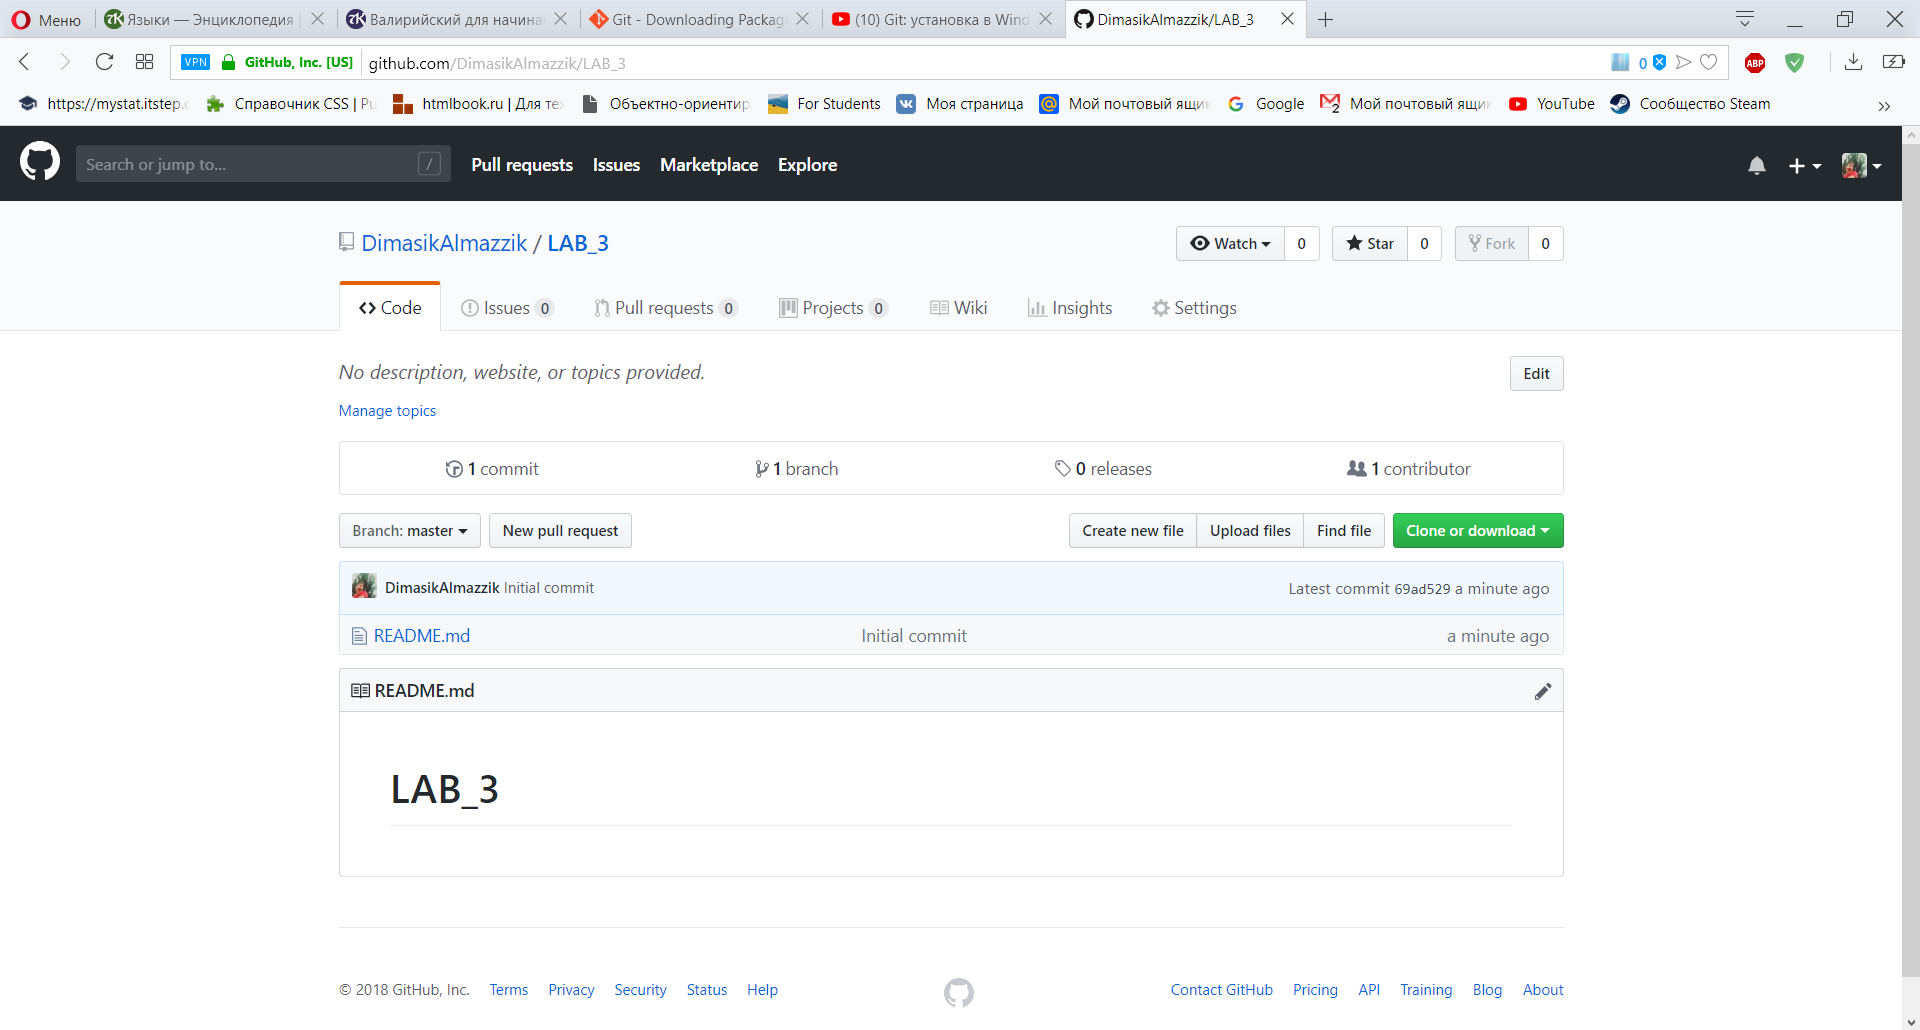 Меню
Языки — Энциклопедия
Валирийский для начина
Git - Downloading Packag
(10) Git: установка в Wind
DimasikAlmazzik/LAB_3
VPN GitHub, Inc. [US] github.com/DimasikAlmazzik/LAB_3 0 ABP
https://mystat.itstep.c
Справочник CSS | Pu
htmlbook.ru | Для те
Объектно-ориентир
For Students
Моя страница
Мой почтовый ящик
Google
Мой почтовый ящик
YouTube
Сообщество Steam
Search or jump to... /
Pull requests Issues Marketplace Explore
DimasikAlmazzik / LAB_3
Watch 0 Star 0 Fork 0
Code Issues 0 Pull requests 0 Projects 0 Wiki Insights Settings
No description, website, or topics provided.
Edit
Manage topics
1 commit 1 branch 0 releases 1 contributor
Branch: master New pull request Create new file Upload files Find file Clone or download
DimasikAlmazzik Initial commit Latest commit 69ad529 a minute ago
README.md Initial commit a minute ago
README.md
LAB_3
© 2018 GitHub, Inc. Terms Privacy Security Status Help Contact GitHub Pricing API Training Blog About